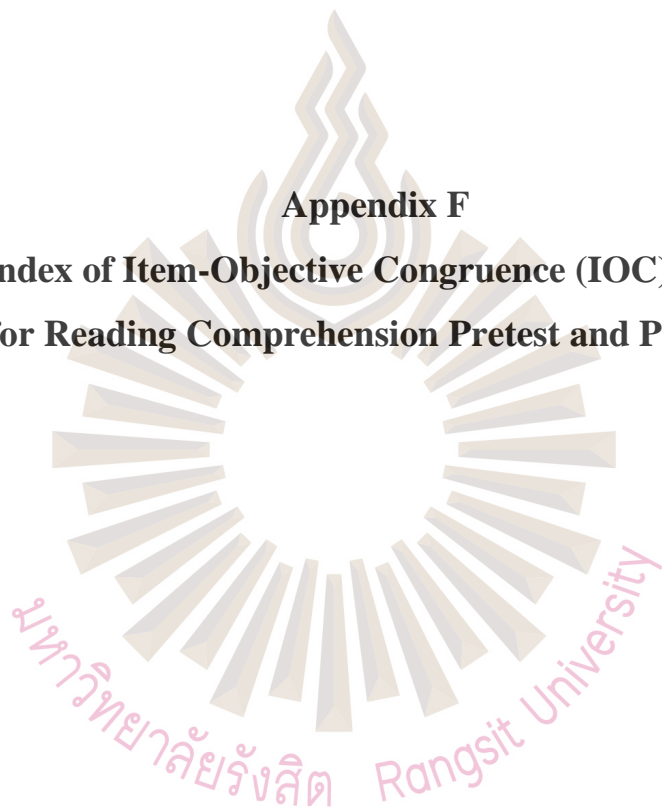 Appendix F
ndex of Item-Objective Congruence (IOC)
or Reading Comprehension Pretest and P
มหาวิทยาลัยรังสิต Rangsit University